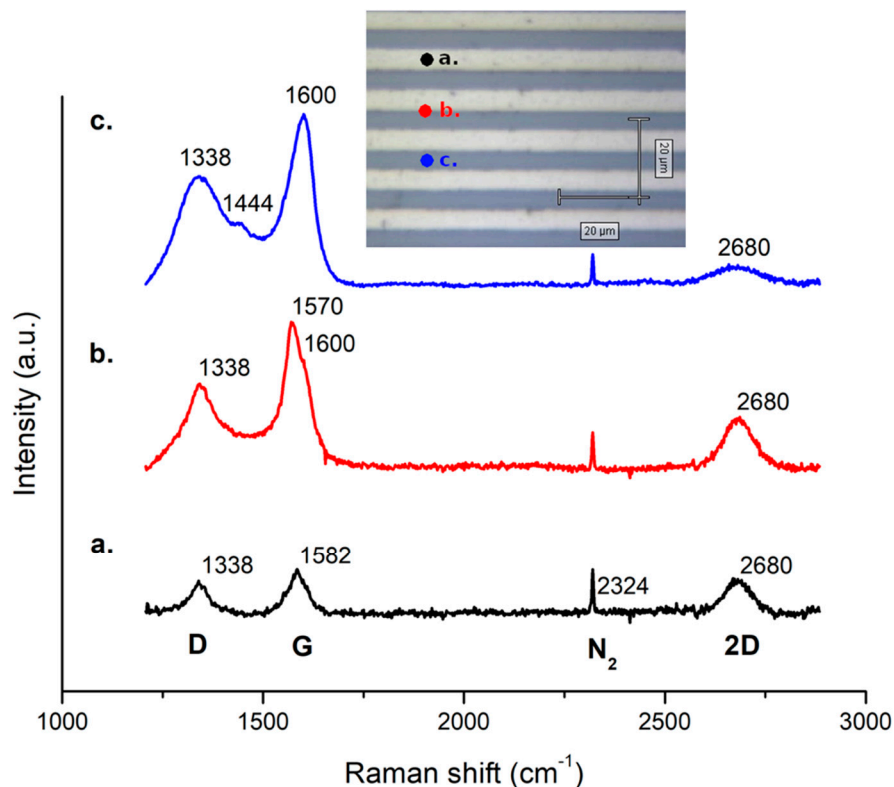 a.
b.
c.
20 µm
20 µm
c.
1600
1338
1444
2680
1570
1600
b.
1338
2680
a.
1338
1582
2324
2680
D
G
N₂
2D
1000
1500
2000
2500
3000
Intensity (a.u.)
Raman shift (cm⁻¹)